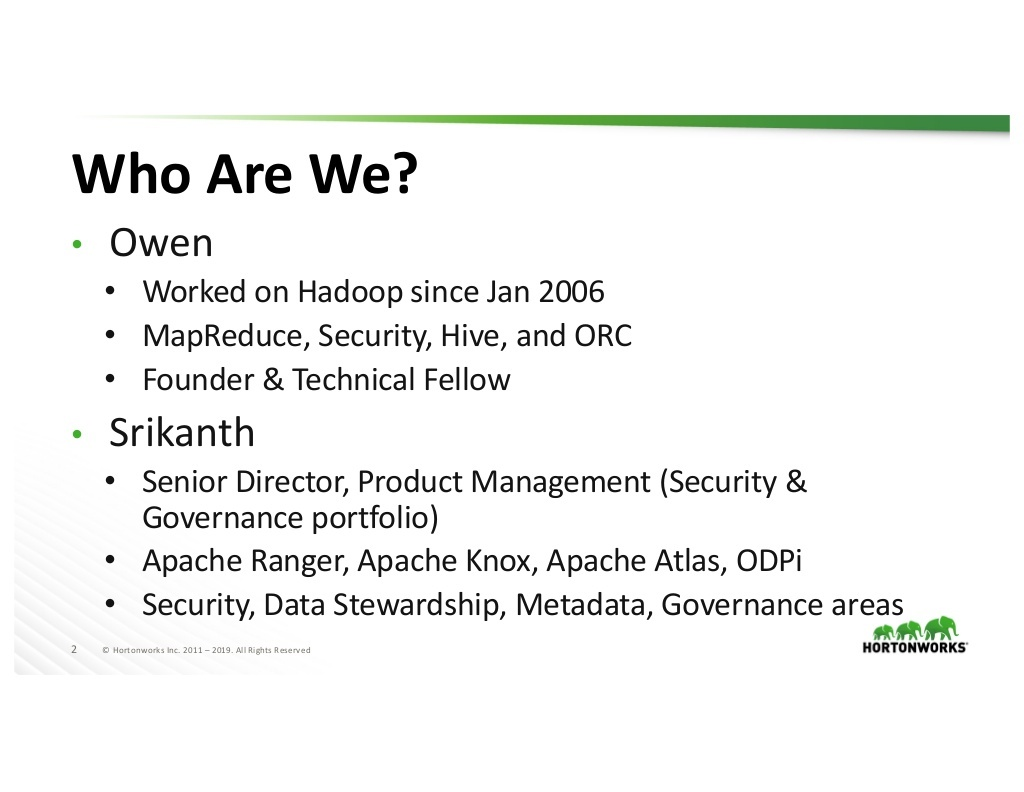 Who Are We?
• Owen
• Worked on Hadoop since Jan 2006
• MapReduce, Security, Hive, and ORC
• Founder & Technical Fellow
• Srikanth
• Senior Director, Product Management (Security &
Governance portfolio)
• Apache Ranger, Apache Knox, Apache Atlas, ODPi
• Security, Data Stewardship, Metadata, Governance areas
2 © Hortonworks Inc. 2011 – 2019. All Rights Reserved
HORTONWORKS